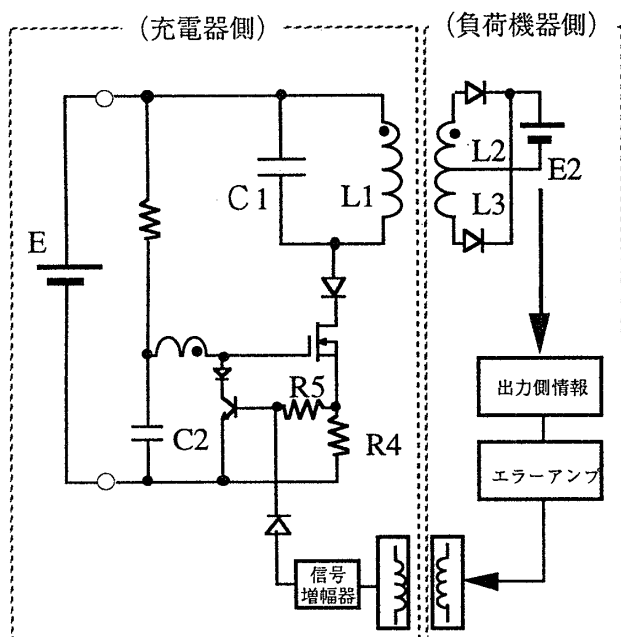 (充電器側)
(負荷機器側)
E
C1
L1
L2
L3
E2
C2
R5
R4
出力側情報
エラーアンプ
信号
増幅器